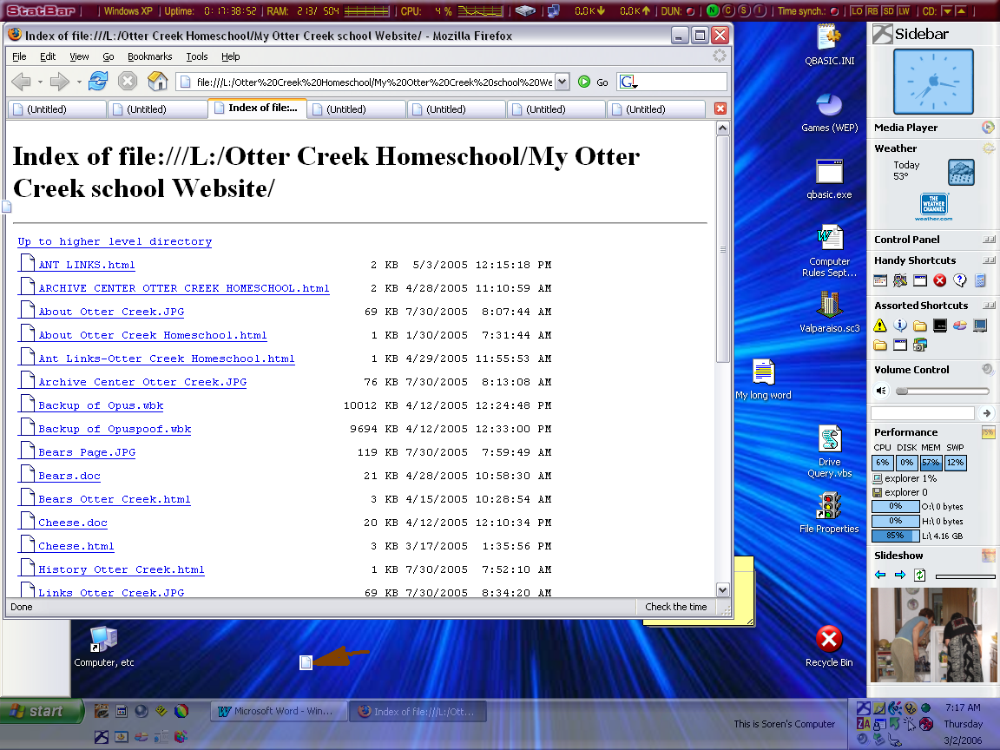 StatBar | Windows XP | Uptime: 0:17:38:52 | RAM: 213/ 504 | CPU: 4 % | 0.0K 0.0K | DUN: | N C S I | Time synch.: | LO RB SD LW | CD:
Index of file:///L:/Otter Creek Homeschool/My Otter Creek school Website/ - Mozilla Firefox
File Edit View Go Bookmarks Tools Help
file:///L:/Otter%20Creek%20Homeschool/My%20Otter%20Creek%20school%20We Go G
(Untitled) (Untitled) Index of file:... (Untitled) (Untitled) (Untitled) (Untitled)
Index of file:///L:/Otter Creek Homeschool/My Otter
Creek school Website/
Up to higher level directory
ANT LINKS.html 2 KB 5/3/2005 12:15:18 PM
ARCHIVE CENTER OTTER CREEK HOMESCHOOL.html 2 KB 4/28/2005 11:10:59 AM
About Otter Creek.JPG 69 KB 7/30/2005 8:07:44 AM
About Otter Creek Homeschool.html 1 KB 1/30/2005 7:31:44 AM
Ant Links-Otter Creek Homeschool.html 1 KB 4/29/2005 11:55:53 AM
Archive Center Otter Creek.JPG 76 KB 7/30/2005 8:13:08 AM
Backup of Opus.wbk 10012 KB 4/12/2005 12:24:48 PM
Backup of Opuspoof.wbk 9694 KB 4/12/2005 12:33:00 PM
Bears Page.JPG 119 KB 7/30/2005 7:59:49 AM
Bears.doc 21 KB 4/28/2005 10:58:30 AM
Bears Otter Creek.html 3 KB 4/15/2005 10:28:54 AM
Cheese.doc 20 KB 4/12/2005 12:10:34 PM
Cheese.html 3 KB 3/17/2005 1:35:56 PM
History Otter Creek.html 1 KB 7/30/2005 7:52:10 AM
Links Otter Creek.JPG 69 KB 7/30/2005 8:34:20 AM
Done Check the time
QBASIC.INI
Games (WEP)
qbasic.exe
Computer
Rules Sept...
Valparaiso.sc3
My long word
Drive
Query.vbs
File Properties
Computer, etc
Recycle Bin
Sidebar
Media Player
Weather
Today
53°
THE
WEATHER
CHANNEL
weather.com
Control Panel
Handy Shortcuts
Assorted Shortcuts
Volume Control
Performance 75%
CPU DISK MEM SWP
6% 0% 57% 12%
explorer 1%
explorer 0
0% O:\ 0 bytes
0% H:\ 0 bytes
85% L:\ 4.16 GB
Slideshow
start Microsoft Word - Win... Index of file:///L:/Ott...
This is Soren's Computer
ZA
7:17 AM
Thursday
3/2/2006